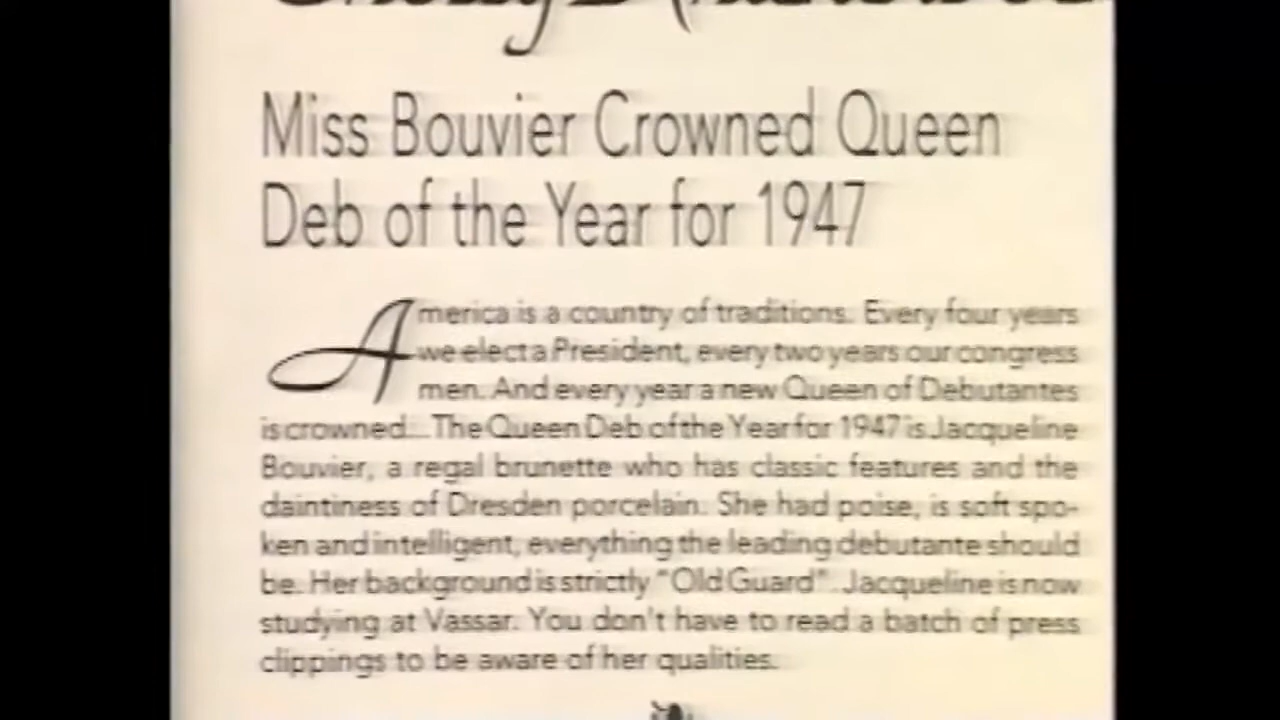 Miss Bouvier Crowned Queen
Deb of the Year for 1947
America is a country of traditions. Every four years
we elect a President, every two years our congress
men. And every year a new Queen of Debutantes
is crowned... The Queen Deb of the Year for 1947 is Jacqueline
Bouvier, a regal brunette who has classic features and the
daintiness of Dresden porcelain. She had poise, is soft spo-
ken and intelligent, everything the leading debutante should
be. Her background is strictly "Old Guard". Jacqueline is now
studying at Vassar. You don't have to read a batch of press
clippings to be aware of her qualities.